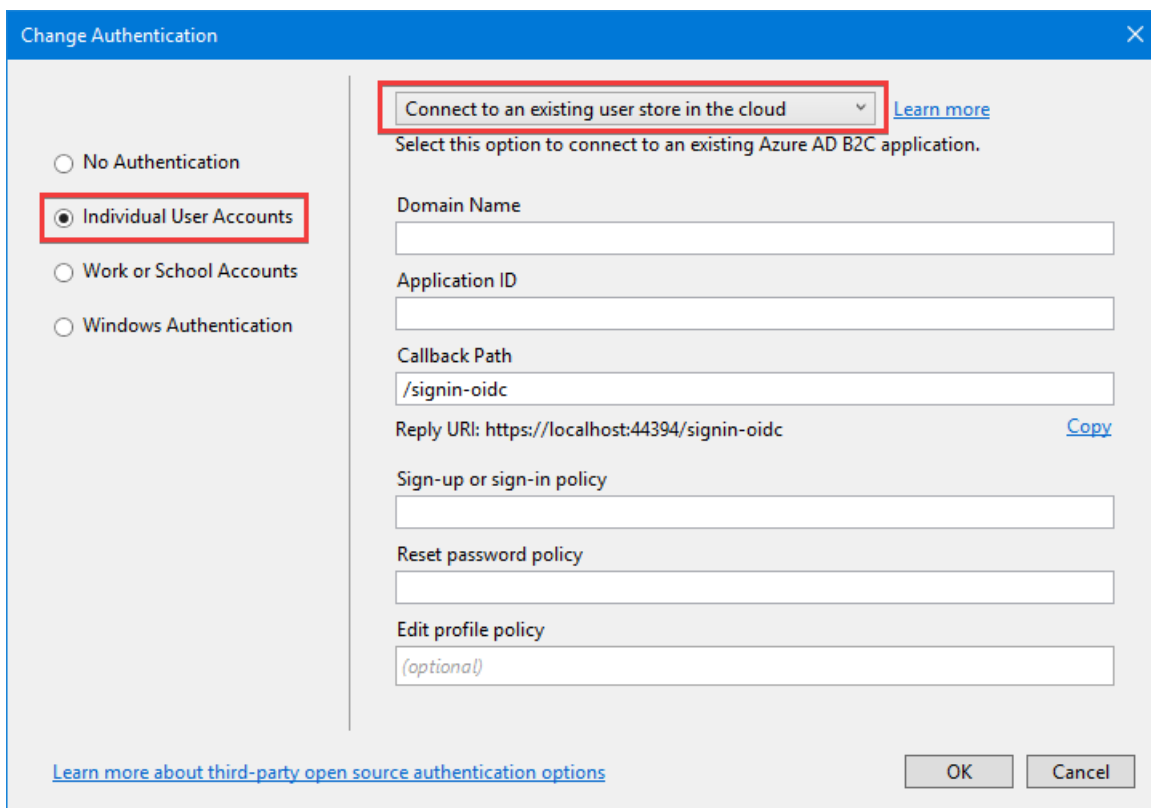 Change Authentication
No Authentication
Individual User Accounts
Work or School Accounts
Windows Authentication
Connect to an existing user store in the cloud
Learn more
Select this option to connect to an existing Azure AD B2C application.
Domain Name
Application ID
Callback Path
/signin-oidc
Reply URI: https://localhost:44394/signin-oidc
Copy
Sign-up or sign-in policy
Reset password policy
Edit profile policy
(optional)
Learn more about third-party open source authentication options
OK
Cancel